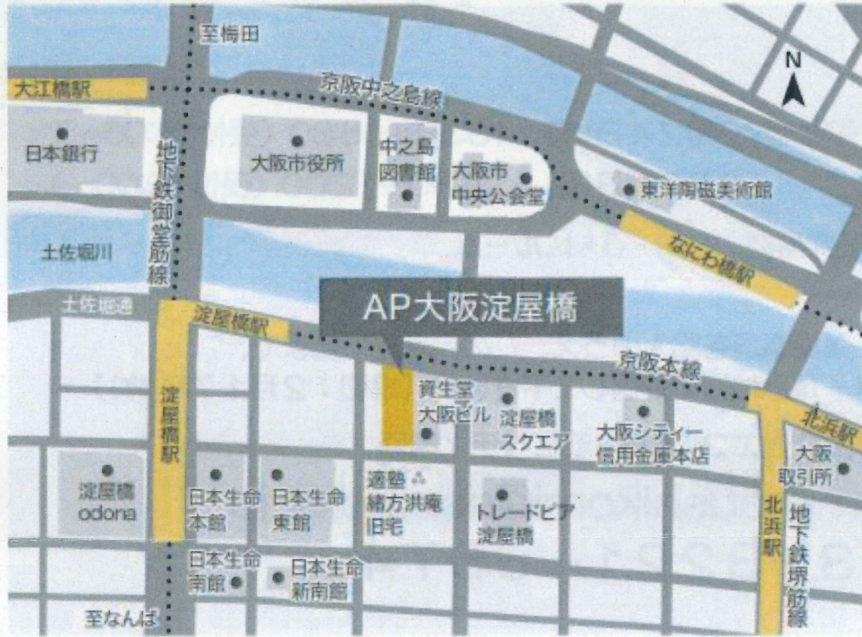 至梅田
N
大江橋駅
京阪中之島線
日本銀行
地下鉄御堂筋線
大阪市役所
中之島
図書館
大阪市
中央公会堂
東洋陶磁美術館
なにわ橋駅
土佐堀川
土佐堀通
淀屋橋駅
AP大阪淀屋橋
京阪本線
淀屋橋駅
資生堂
大阪ビル
淀屋橋
スクエア
大阪シティー
信用金庫本店
北浜駅
大阪
取引所
淀屋橋
odona
日本生命
本館
日本生命
東館
適塾
緒方洪庵
旧宅
トレードピア
淀屋橋
北浜駅
地下鉄堺筋線
日本生命
南館
日本生命
新南館
至なんば